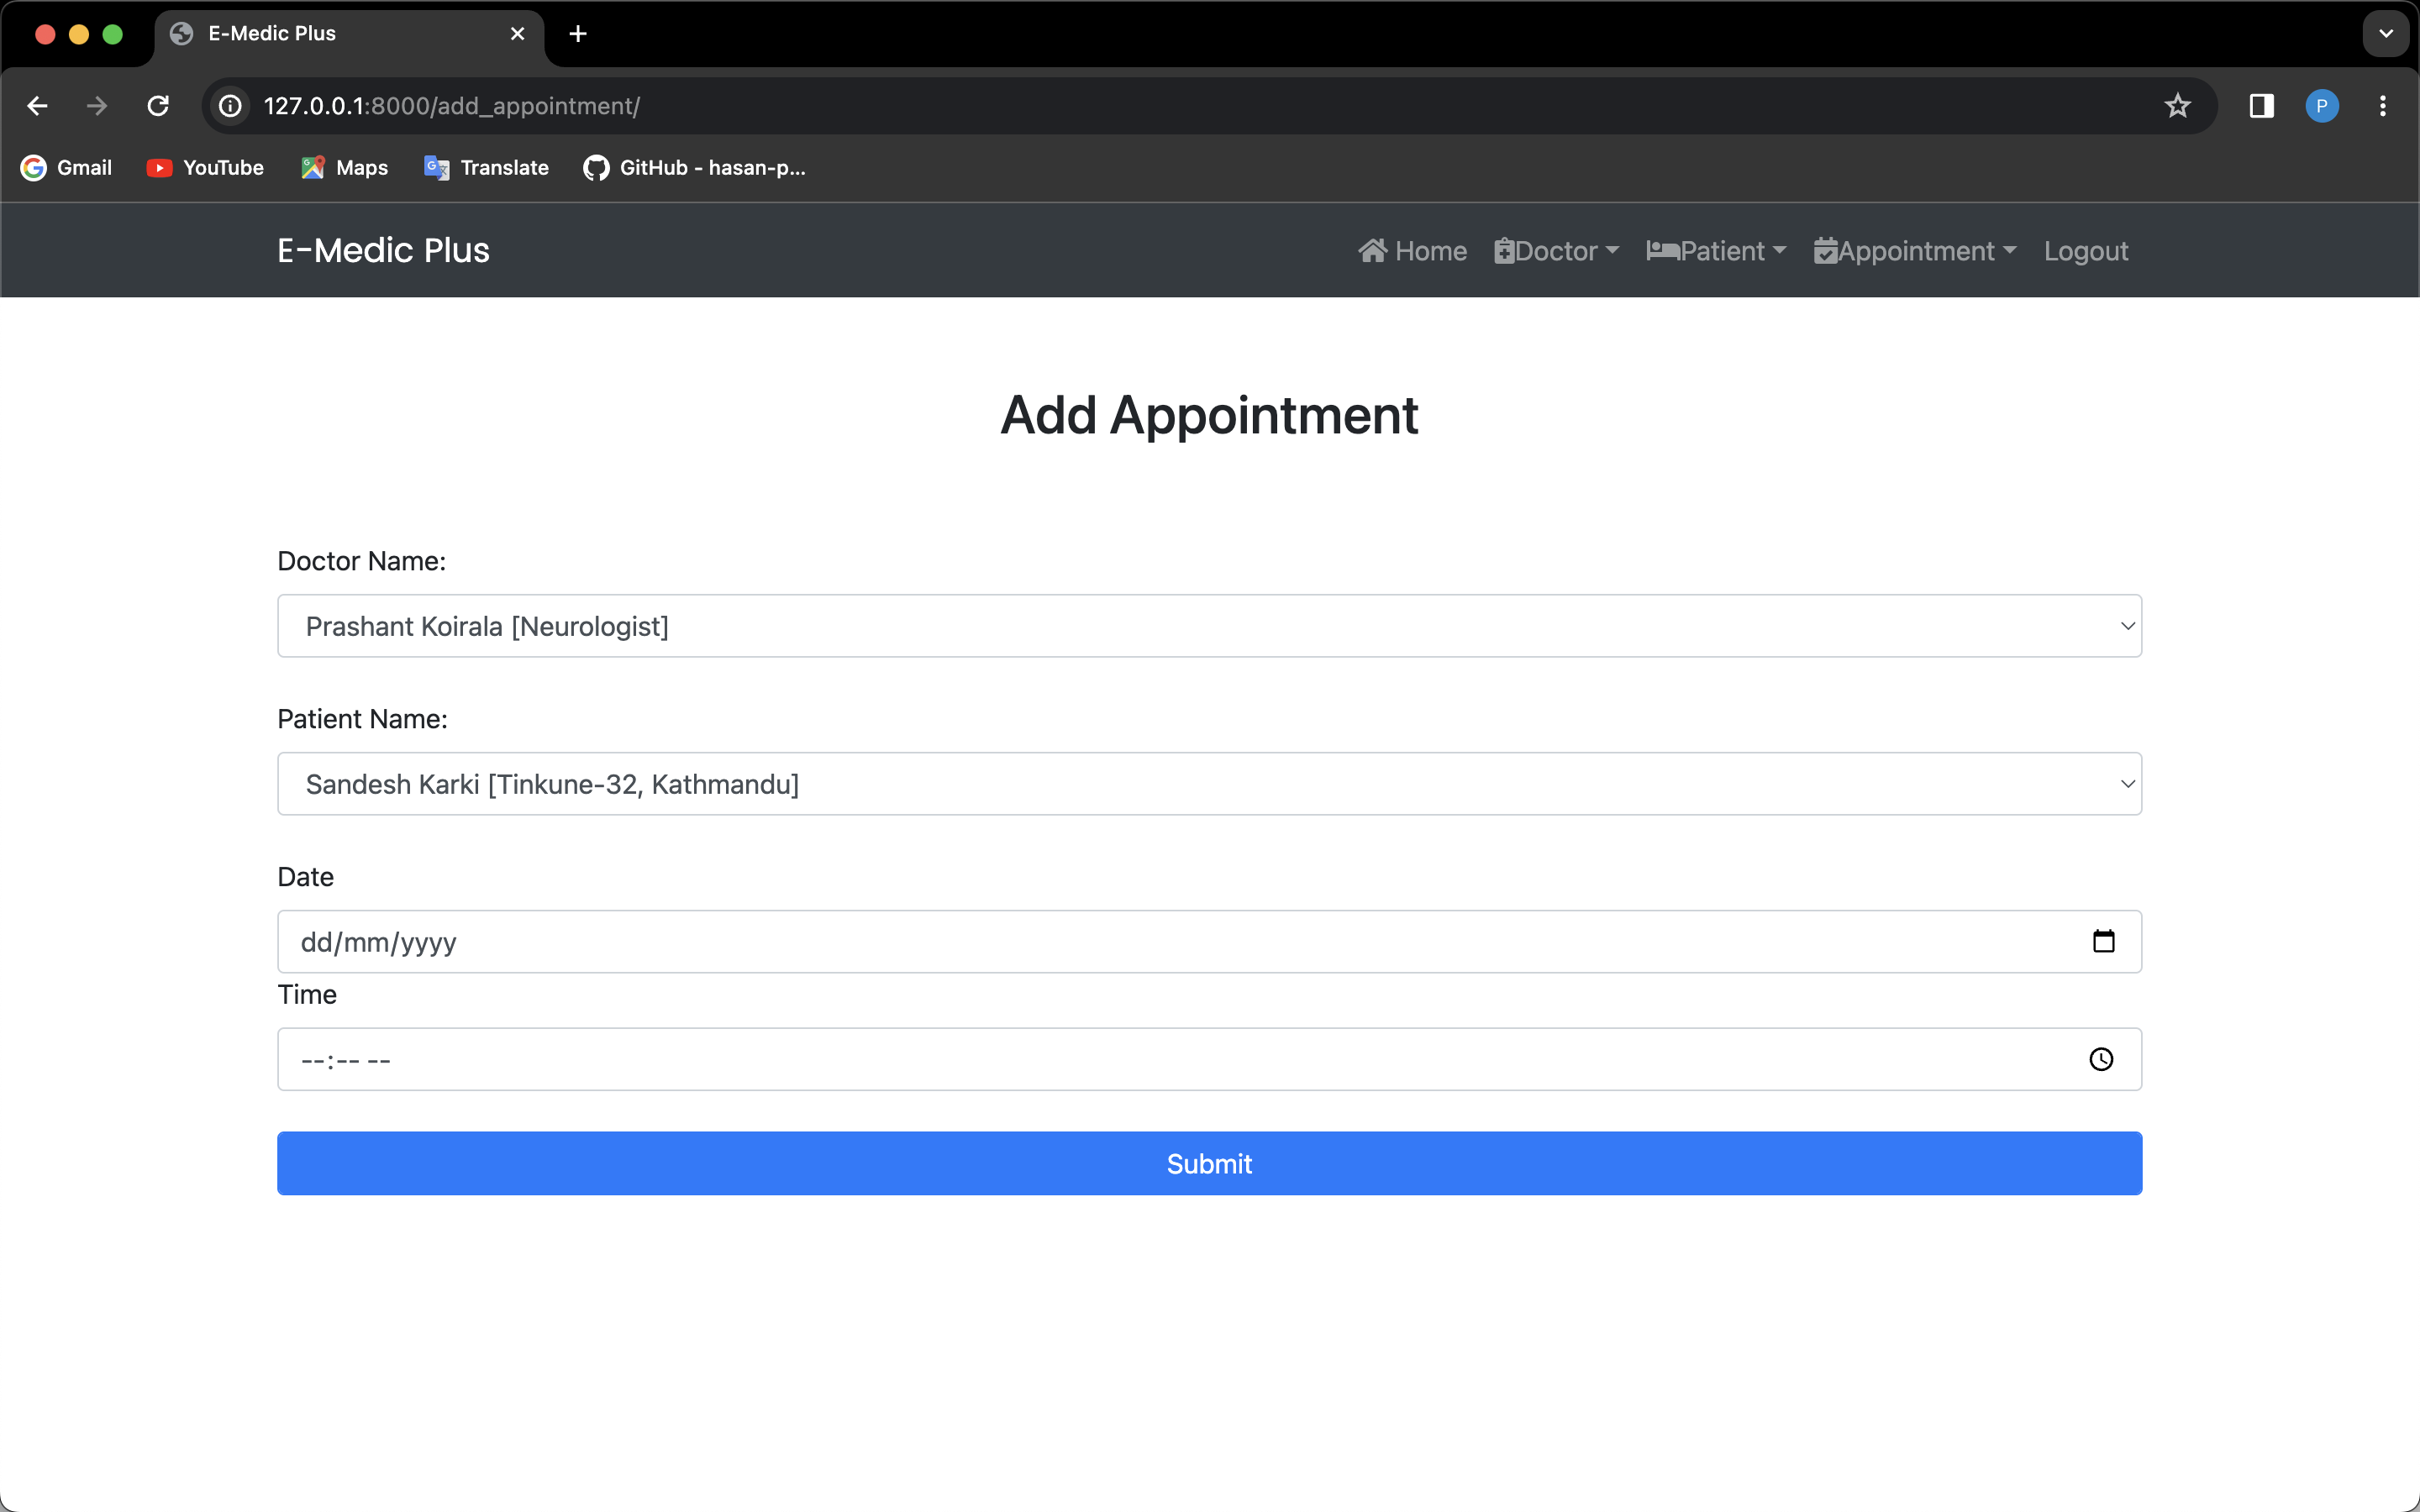 E-Medic Plus
127.0.0.1:8000/add_appointment/
P
Gmail YouTube Maps Translate GitHub - hasan-p...
E-Medic Plus Home Doctor Patient Appointment Logout
Add Appointment
Doctor Name:
Prashant Koirala [Neurologist]
Patient Name:
Sandesh Karki [Tinkune-32, Kathmandu]
Date
dd/mm/yyyy
Time
--:-- --
Submit